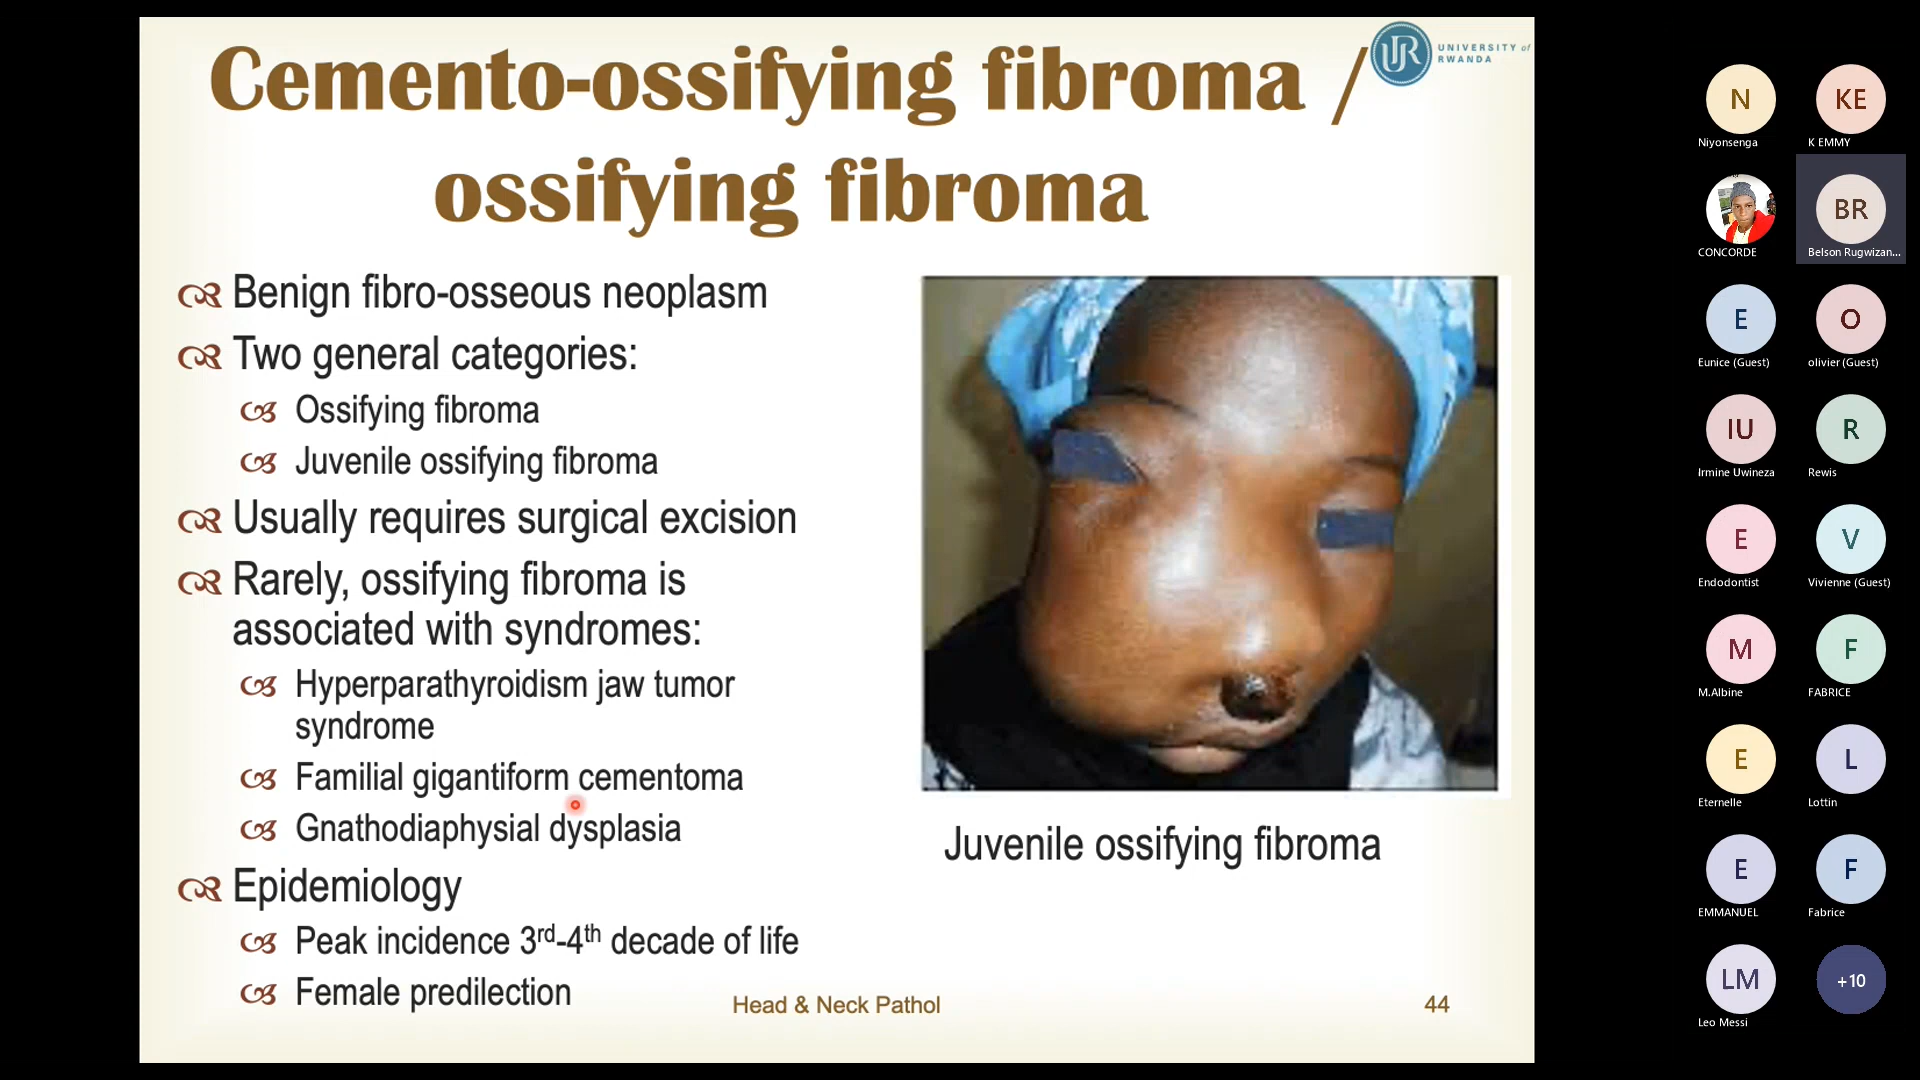 Cemento-ossifying fibroma /
ossifying fibroma
UNIVERSITY of
RWANDA
Benign fibro-osseous neoplasm
Two general categories:
Ossifying fibroma
Juvenile ossifying fibroma
Usually requires surgical excision
Rarely, ossifying fibroma is
associated with syndromes:
Hyperparathyroidism jaw tumor
syndrome
Familial gigantiform cementoma
Gnathodiaphysial dysplasia
Epidemiology
Peak incidence 3rd-4th decade of life
Female predilection
Juvenile ossifying fibroma
Head & Neck Pathol
44
N
Niyonsenga
KE
K EMMY
CONCORDE
BR
Belson Rugwizan...
E
Eunice (Guest)
O
olivier (Guest)
IU
Irmine Uwineza
R
Rewis
E
Endodontist
V
Vivienne (Guest)
M
M.Albine
F
FABRICE
E
Eternelle
L
Lottin
E
EMMANUEL
F
Fabrice
LM
Leo Messi
+10